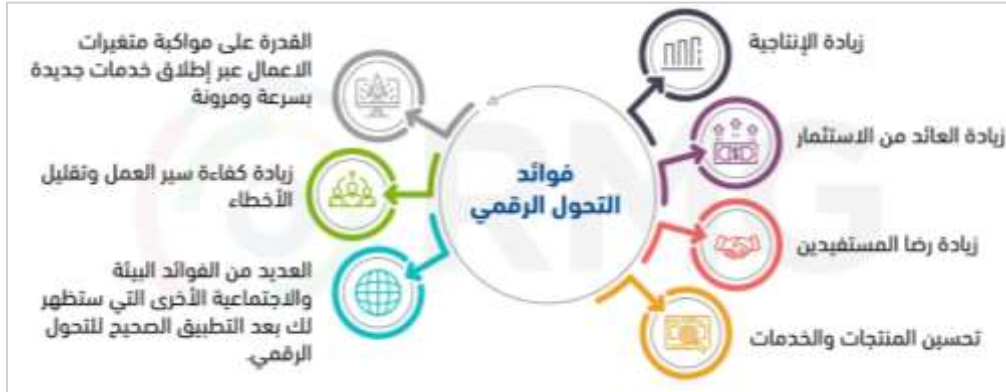 فوائد
التحول الرقمي
زيادة الإنتاجية
زيادة العائد من الاستثمار
زيادة رضا المستفيدين
تحسين المنتجات والخدمات
القدرة على مواكبة متغيرات
الاعمال عبر إطلاق خدمات جديدة
بسرعة ومرونة
زيادة كفاءة سير العمل وتقليل
الأخطاء
العديد من الفوائد البيئة
والاجتماعية الأخرى التي ستظهر
لك بعد التطبيق الصحيح للتحول
الرقمي.
RMG